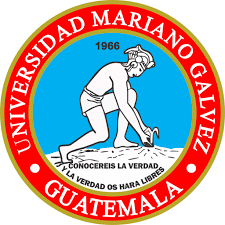 UNIVERSIDAD MARIANO GALVEZ
1966
CONOCEREIS LA VERDAD
Y LA VERDAD OS HARA LIBRES
GUATEMALA